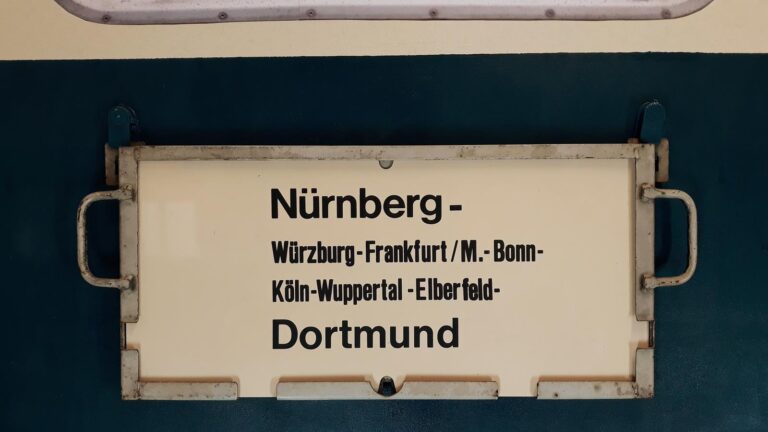 Nürnberg-
Würzburg-Frankfurt/M.-Bonn-
Köln-Wuppertal-Elberfeld-
Dortmund